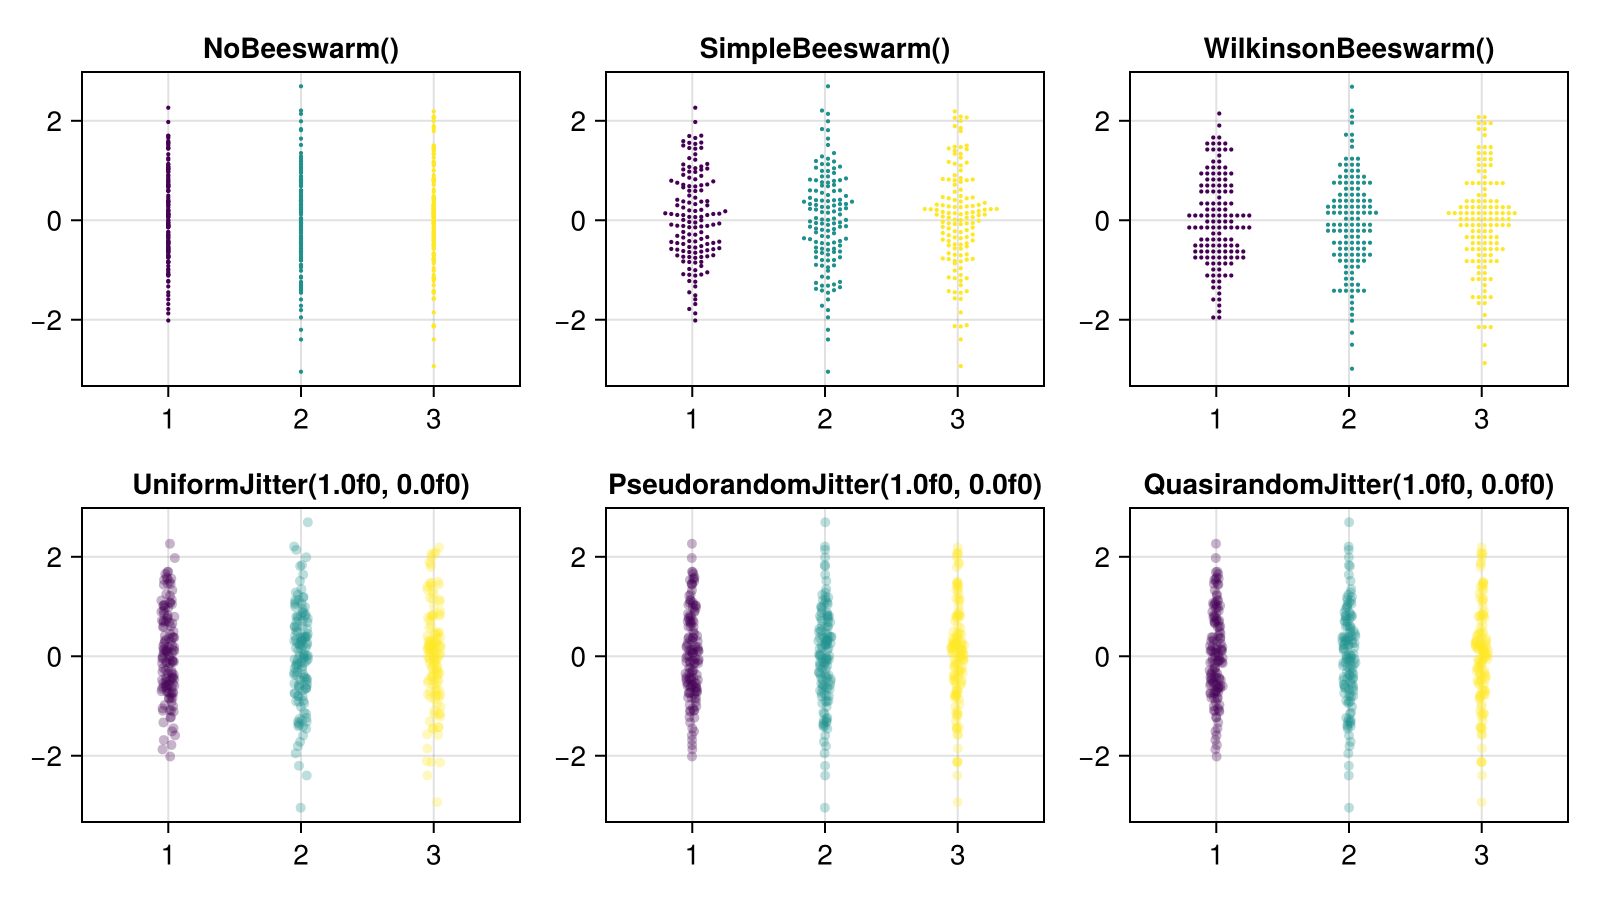 NoBeeswarm()
2
0
−2
1 2 3
SimpleBeeswarm()
2
0
−2
1 2 3
WilkinsonBeeswarm()
2
0
−2
1 2 3
UniformJitter(1.0f0, 0.0f0)
2
0
−2
1 2 3
PseudorandomJitter(1.0f0, 0.0f0)
2
0
−2
1 2 3
QuasirandomJitter(1.0f0, 0.0f0)
2
0
−2
1 2 3